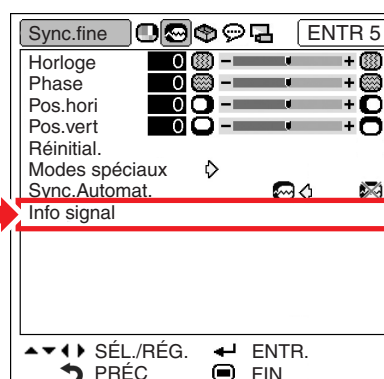 Sync.fine ENTR 5
Horloge 0 - +
Phase 0 - +
Pos.hori 0 - +
Pos.vert 0 - +
Réinitial.
Modes spéciaux
Sync.Automat.
Info signal
SÉL./RÉG. ENTR.
PRÉC FIN